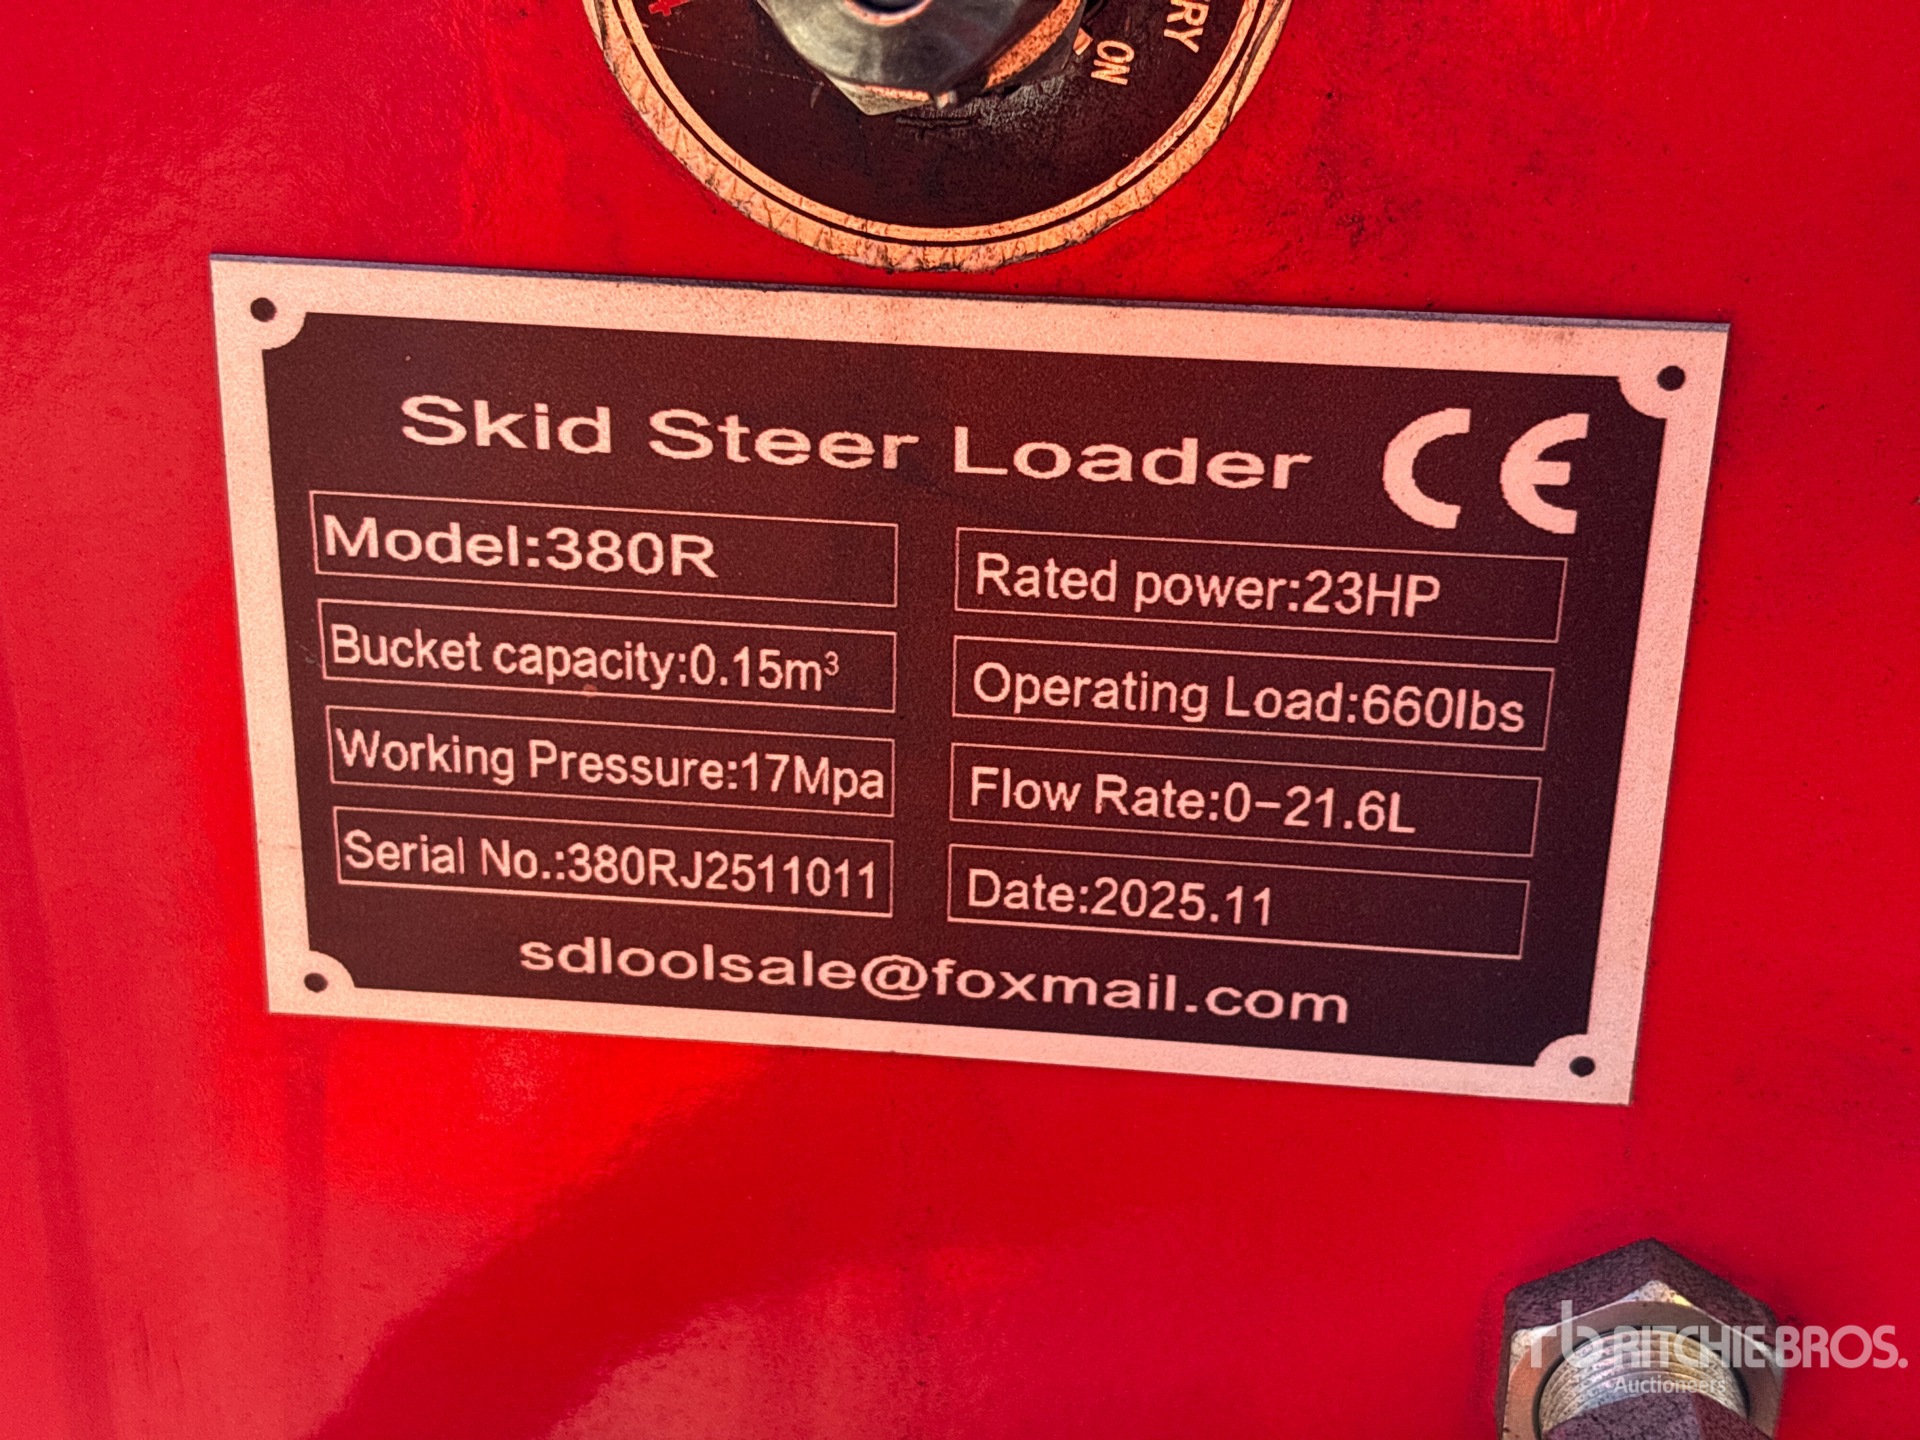 ON
Skid Steer Loader CE
Model:380R
Rated power:23HP
Bucket capacity:0.15m³
Operating Load:660lbs
Working Pressure:17Mpa
Flow Rate:0-21.6L
Serial No.:380RJ2511011
Date:2025.11
sdloolsale@foxmail.com
rb RITCHIE BROS.
Auctioneers